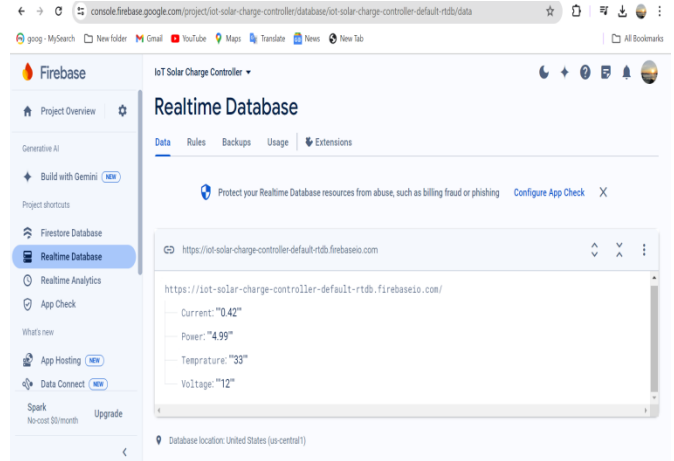 console.firebase.google.com/project/iot-solar-charge-controller/database/iot-solar-charge-controller-default-rtdb/data
goog - MySearch New folder Gmail YouTube Maps Translate News New Tab All Bookmarks
Firebase
IoT Solar Charge Controller
Project Overview
Realtime Database
Data Rules Backups Usage Extensions
Generative AI
Build with Gemini NEW
Protect your Realtime Database resources from abuse, such as billing fraud or phishing Configure App Check X
Project shortcuts
Firestore Database
Realtime Database
Realtime Analytics
App Check
https://iot-solar-charge-controller-default-rtdb.firebaseio.com
https://iot-solar-charge-controller-default-rtdb.firebaseio.com/
Current: "'0.42'"
Power: "'4.99'"
Temprature: "'33'"
Voltage: "'12'"
What's new
App Hosting NEW
Data Connect NEW
Spark
No-cost $0/month
Upgrade
Database location: United States (us-central1)